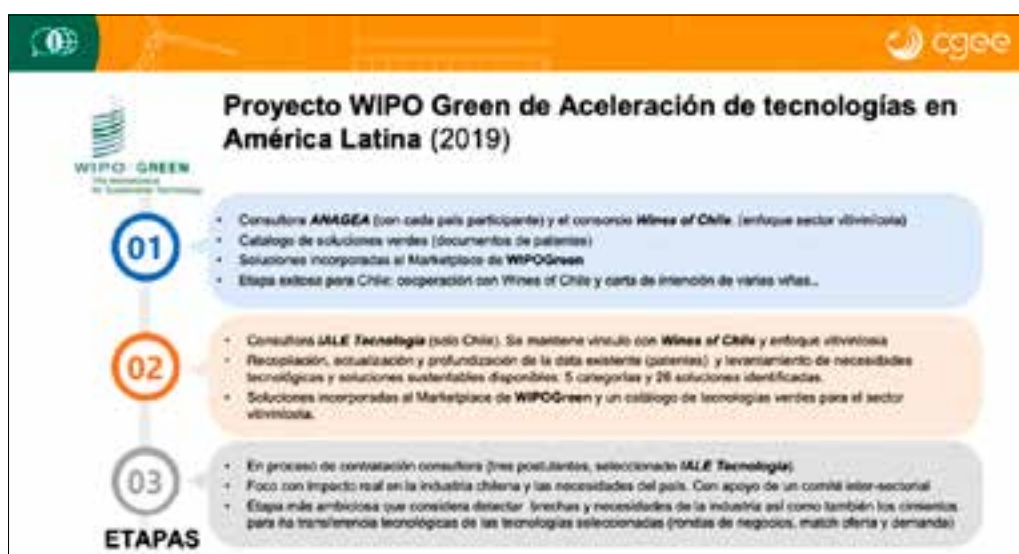 cgee
Proyecto WIPO Green de Aceleración de tecnologías en
América Latina (2019)
WIPO GREEN
01
• Consultora ANAGEA (con cada país participante) y el consorcio Wines of Chile. (enfoque sector vitivinícola)
• Catalogo de soluciones verdes (documentos de patentes)
• Soluciones incorporadas al Marketplace de WIPOGreen
• Etapa exitosa para Chile: cooperación con Wines of Chile y carta de intención de varias viñas...
02
• Consultora IALE Tecnología (solo Chile). Se mantiene vínculo con Wines of Chile y enfoque vitivinícola
• Recopilación, actualización y profundización de la data existente (patentes) y levantamiento de necesidades
tecnológicas y soluciones sustentables disponibles. 5 categorías y 26 soluciones identificadas.
• Soluciones incorporadas al Marketplace de WIPOGreen y un catálogo de tecnologías verdes para el sector
vitivinícola.
03
• En proceso de contratación consultora (tres postulantes, seleccionado IALE Tecnología)
• Foco con impacto real en la industria chilena y las necesidades del país. Con apoyo de un comité inter-sectorial
• Etapa más ambiciosa que considera detectar brechas y necesidades de la industria así como también los cimientos
para transferencia tecnológicas de las tecnologías seleccionadas (rondas de negocios, match oferta y demanda)
ETAPAS